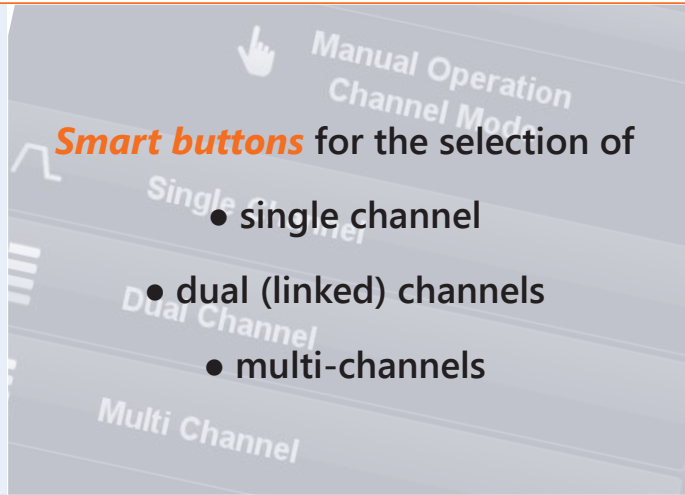 Manual Operation
Channel Mode
Smart buttons for the selection of
Single Channel
● single channel
● dual (linked) channels
Dual Channel
● multi-channels
Multi Channel